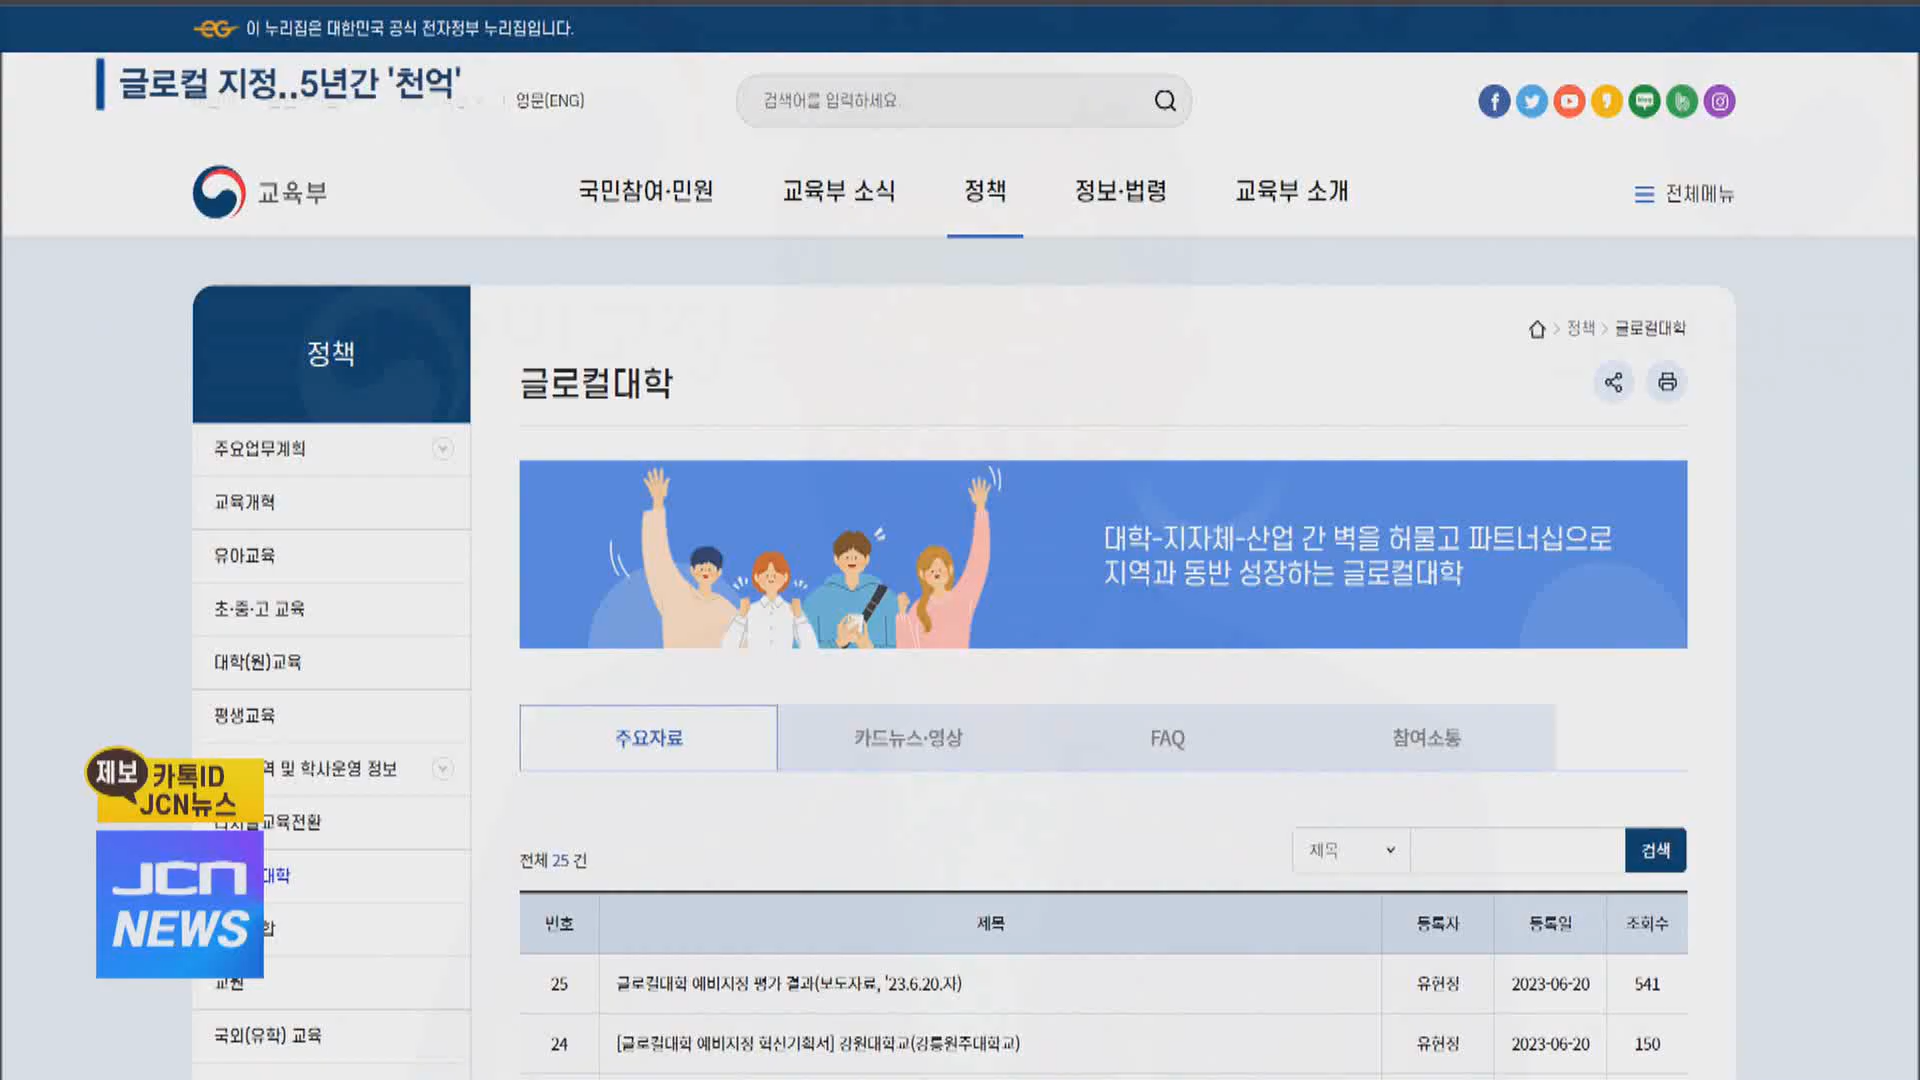 이 누리집은 대한민국 공식 전자정부 누리집입니다.
글로컬 지정..5년간 '천억'
영문(ENG)
검색어를 입력하세요
교육부
국민참여·민원
교육부 소식
정책
정보·법령
교육부 소개
전체메뉴
정책
주요업무계획
교육개혁
유아교육
초·중·고 교육
대학(원)교육
평생교육
및 학사운영 정보
교육전환
대학
교원
국외(유학) 교육
정책 > 글로컬대학
글로컬대학
대학-지자체-산업 간 벽을 허물고 파트너십으로
지역과 동반 성장하는 글로컬대학
주요자료
카드뉴스·영상
FAQ
참여소통
전체 25 건
제목
검색
번호 제목 등록자 등록일 조회수
25 글로컬대학 예비지정 평가 결과(보도자료, '23.6.20.자) 유현정 2023-06-20 541
24 [글로컬대학 예비지정 혁신기획서] 강원대학교(강릉원주대학교) 유현정 2023-06-20 150
제보
카톡ID
JCN뉴스
JCN
NEWS